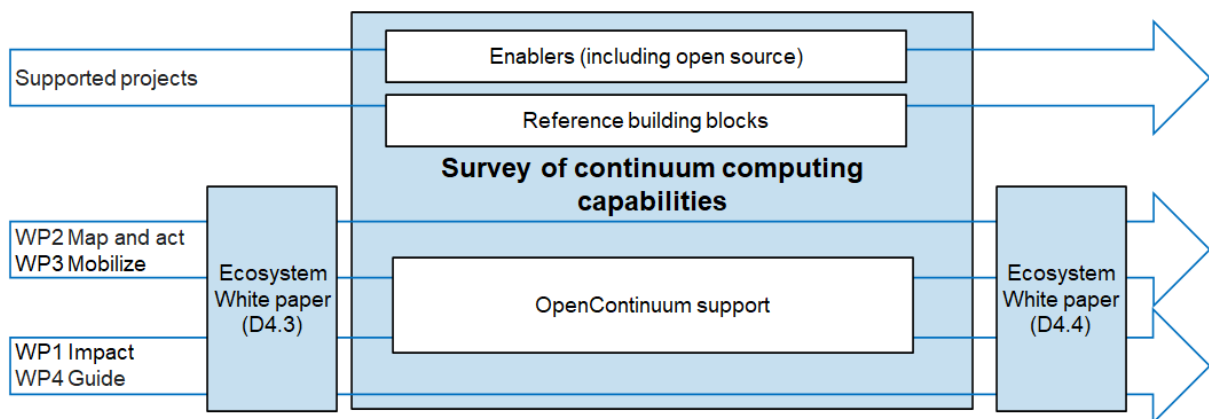 Enablers (including open source)
Supported projects
Reference building blocks
Survey of continuum computing
capabilities
WP2 Map and act
WP3 Mobilize
Ecosystem
White paper
(D4.3)
OpenContinuum support
Ecosystem
White paper
(D4.4)
WP1 Impact
WP4 Guide